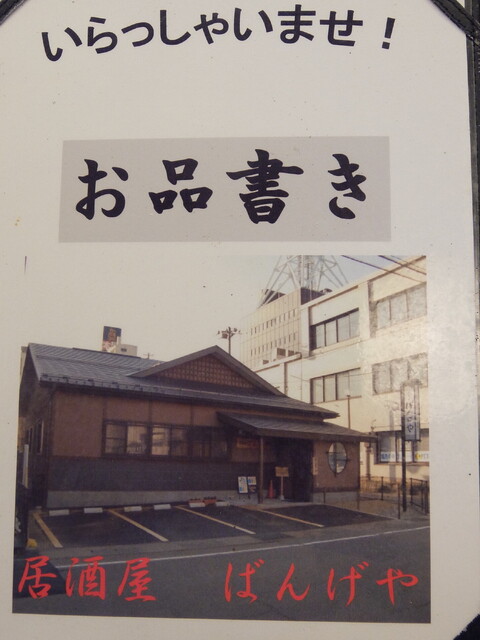 いらっしゃいませ！
お品書き
居酒屋　ばんげや